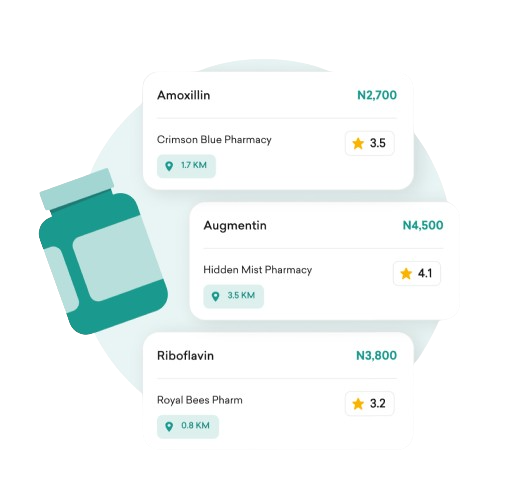 Amoxillin N2,700
Crimson Blue Pharmacy 3.5
1.7 KM
Augmentin N4,500
Hidden Mist Pharmacy 4.1
3.5 KM
Riboflavin N3,800
Royal Bees Pharm 3.2
0.8 KM